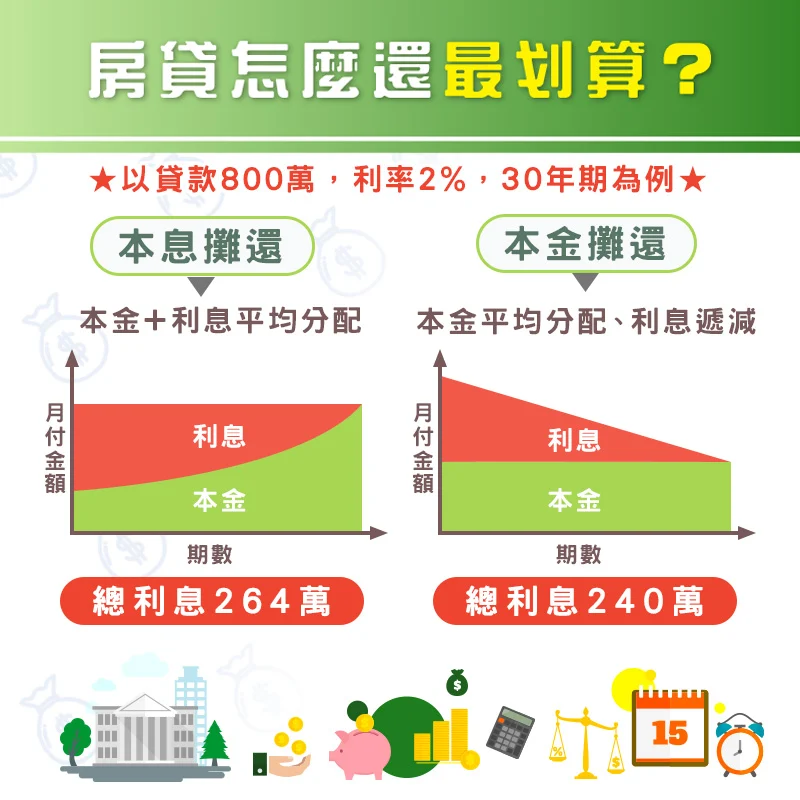 房貸怎麼還最划算？
★以貸款800萬，利率2%，30年期為例★
本息攤還
本金＋利息平均分配
月付金額
利息
本金
期數
總利息264萬
本金攤還
本金平均分配、利息遞減
月付金額
利息
本金
期數
總利息240萬
$
%
$
15